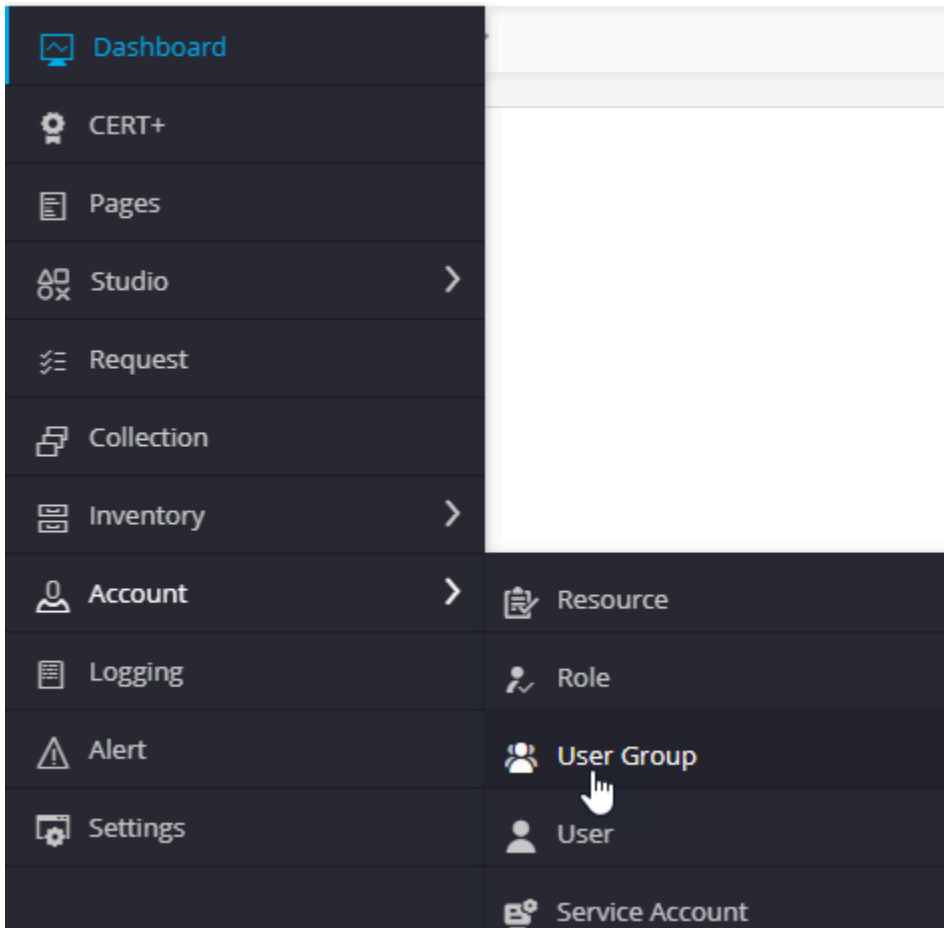 Dashboard
CERT+
Pages
Studio
Request
Collection
Inventory
Account
Logging
Alert
Settings
Resource
Role
User Group
User
Service Account